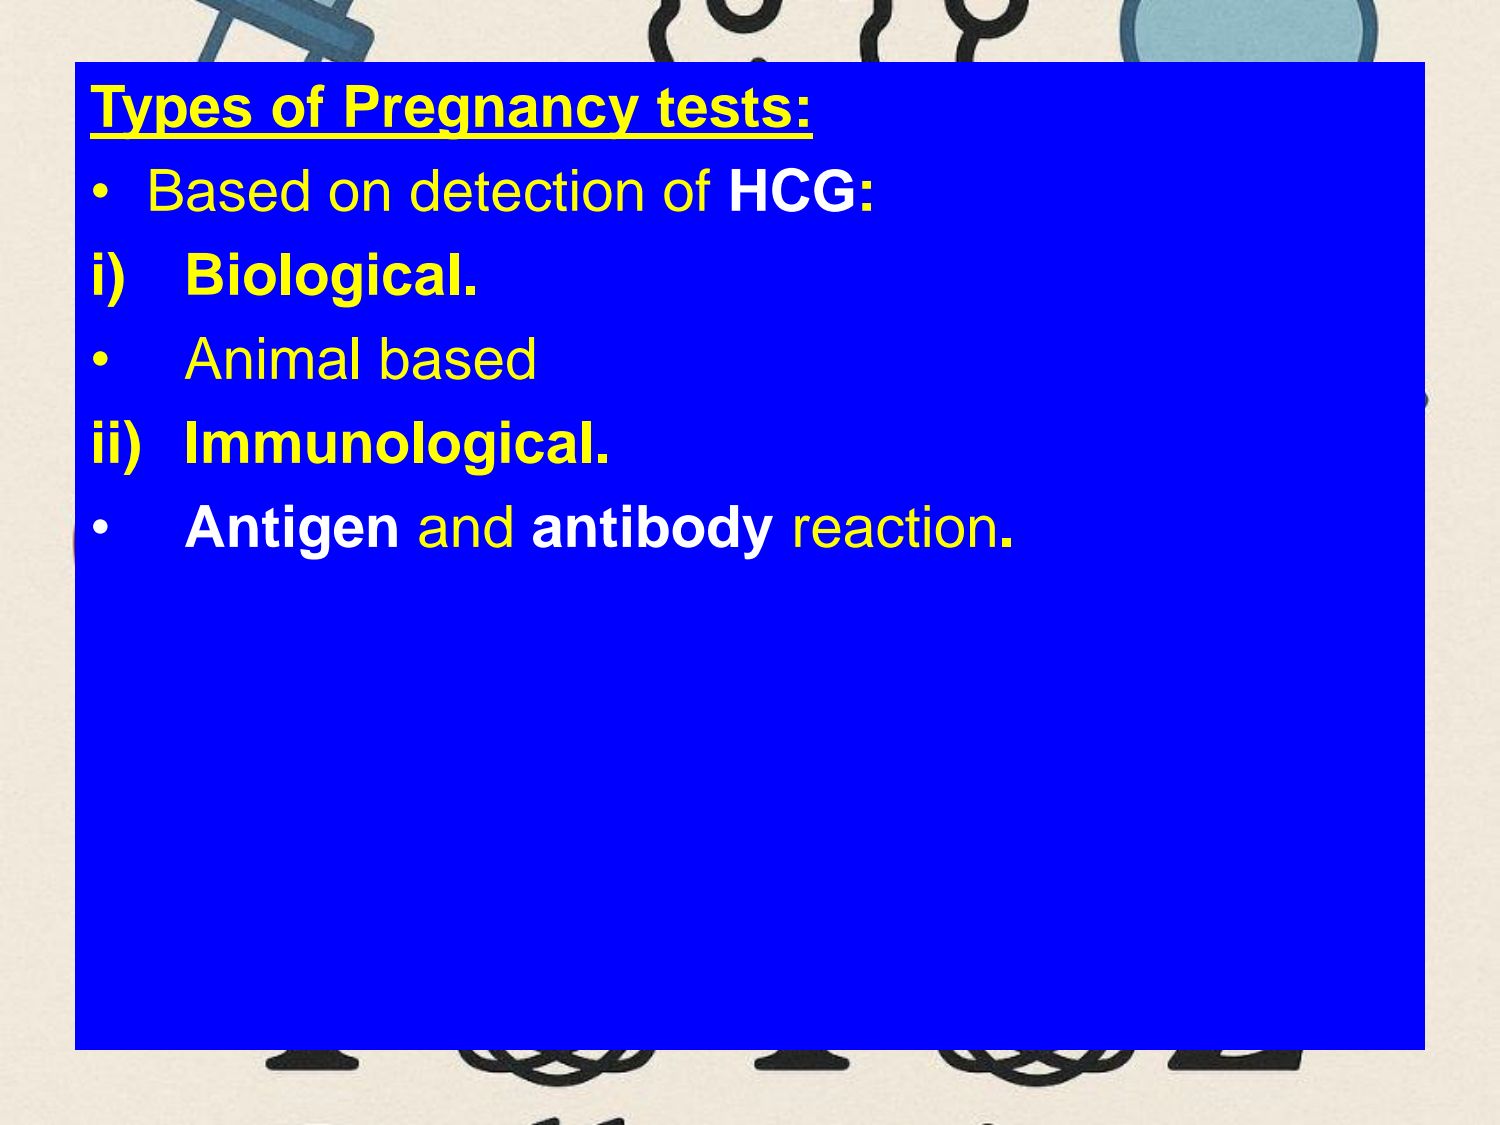 Types of Pregnancy tests:
• Based on detection of HCG:
i) Biological.
• Animal based
ii) Immunological.
• Antigen and antibody reaction.